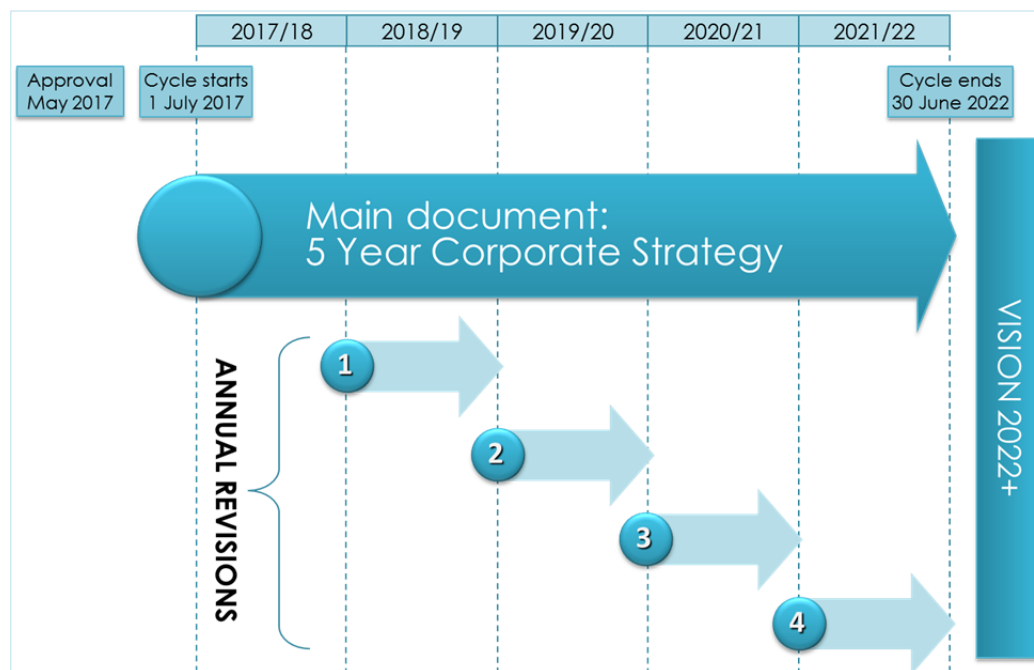 2017/18
2018/19
2019/20
2020/21
2021/22
Approval
May 2017
Cycle starts
1 July 2017
Cycle ends
30 June 2022
Main document:
5 Year Corporate Strategy
VISION 2022+
ANNUAL REVISIONS
1
2
3
4